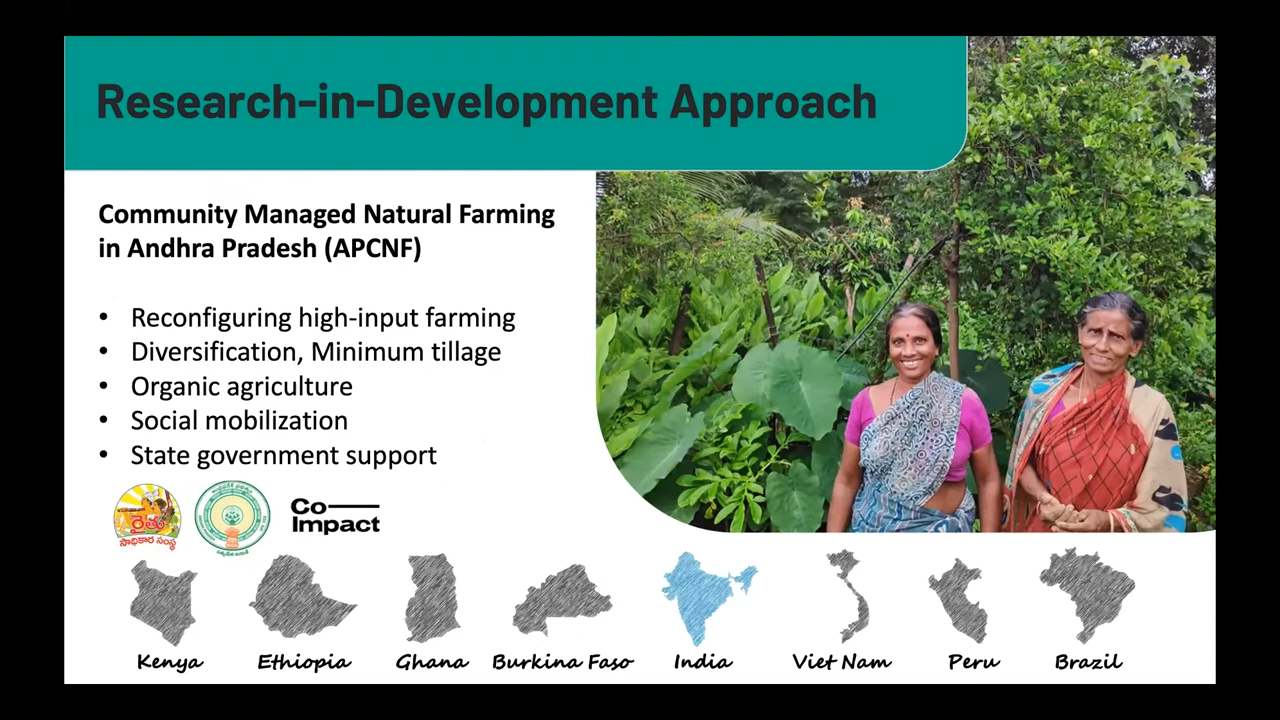 Research-in-Development Approach
Community Managed Natural Farming
in Andhra Pradesh (APCNF)
• Reconfiguring high-input farming
• Diversification, Minimum tillage
• Organic agriculture
• Social mobilization
• State government support
రైతు
సాధికార సంస్థ
Co
Impact
Kenya
Ethiopia
Ghana
Burkina Faso
India
Viet Nam
Peru
Brazil